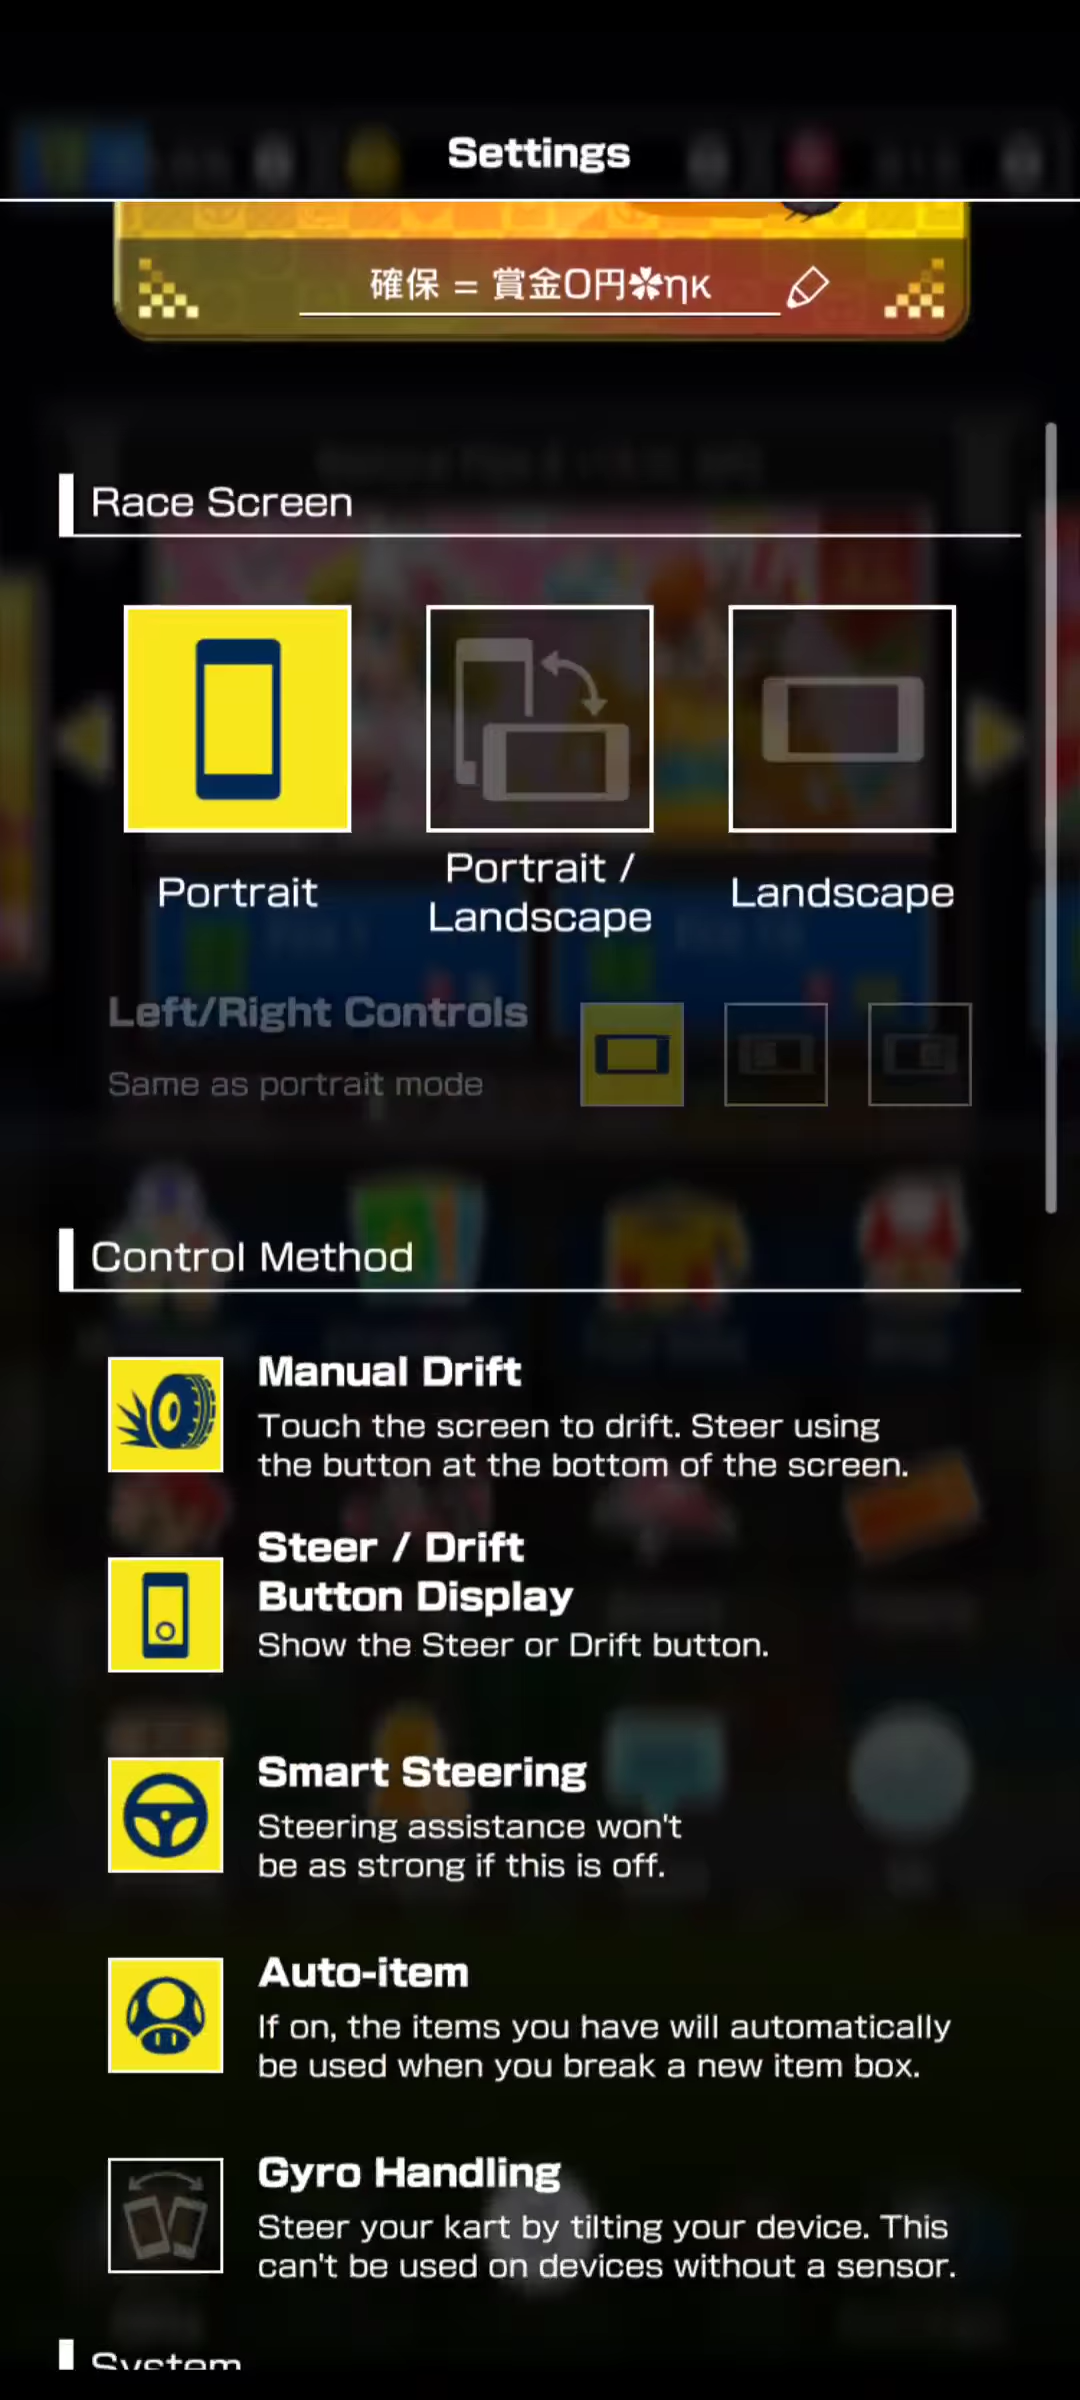 Settings
確保 = 賞金0円✽ηκ
Race Screen
Portrait
Portrait /
Landscape
Landscape
Left/Right Controls
Same as portrait mode
Control Method
Manual Drift
Touch the screen to drift. Steer using
the button at the bottom of the screen.
Steer / Drift
Button Display
Show the Steer or Drift button.
Smart Steering
Steering assistance won't
be as strong if this is off.
Auto-item
If on, the items you have will automatically
be used when you break a new item box.
Gyro Handling
Steer your kart by tilting your device. This
can't be used on devices without a sensor.
System